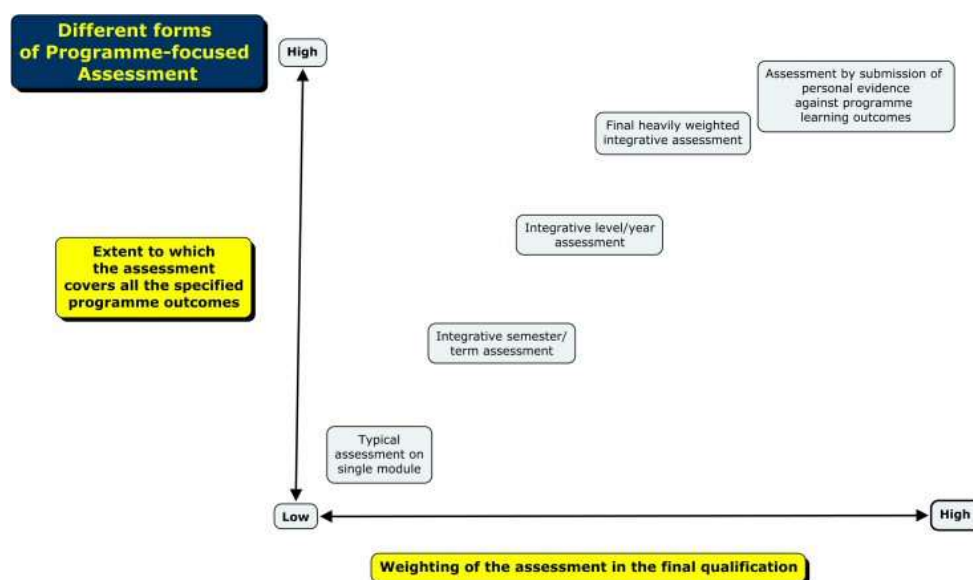 Different forms
of Programme-focused
Assessment
High
Assessment by submission of
personal evidence
against programme
learning outcomes
Final heavily weighted
integrative assessment
Integrative level/year
assessment
Extent to which
the assessment
covers all the specified
programme outcomes
Integrative semester/
term assessment
Typical
assessment on
single module
Low
High
Weighting of the assessment in the final qualification